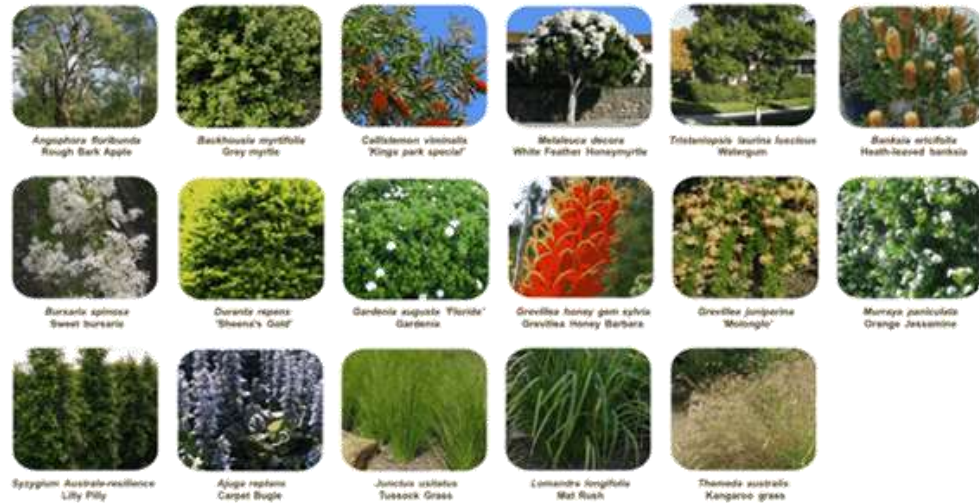 Angophora floribunda
Rough Bark Apple
Backhousia myrtifolia
Grey myrtle
Callistemon viminalis
'Kings park special'
Melaleuca decora
White Feather Honeymyrtle
Tristaniopsis laurina luscious
Watergum
Banksia ericifolia
Heath-leaved banksia
Bursaria spinosa
Sweet bursaria
Duranta repens
'Sheena's Gold'
Gardenia augusta 'Florida'
Gardenia
Grevillea honey gem sylvia
Grevillea Honey Barbara
Grevillea juniperina
'Molonglo'
Murraya paniculata
Orange Jessamine
Syzygium Australe-resilience
Lilly Pilly
Ajuga reptans
Carpet Bugle
Junctus usitatus
Tussock Grass
Lomandra longifolia
Mat Rush
Themeda australis
Kangaroo grass